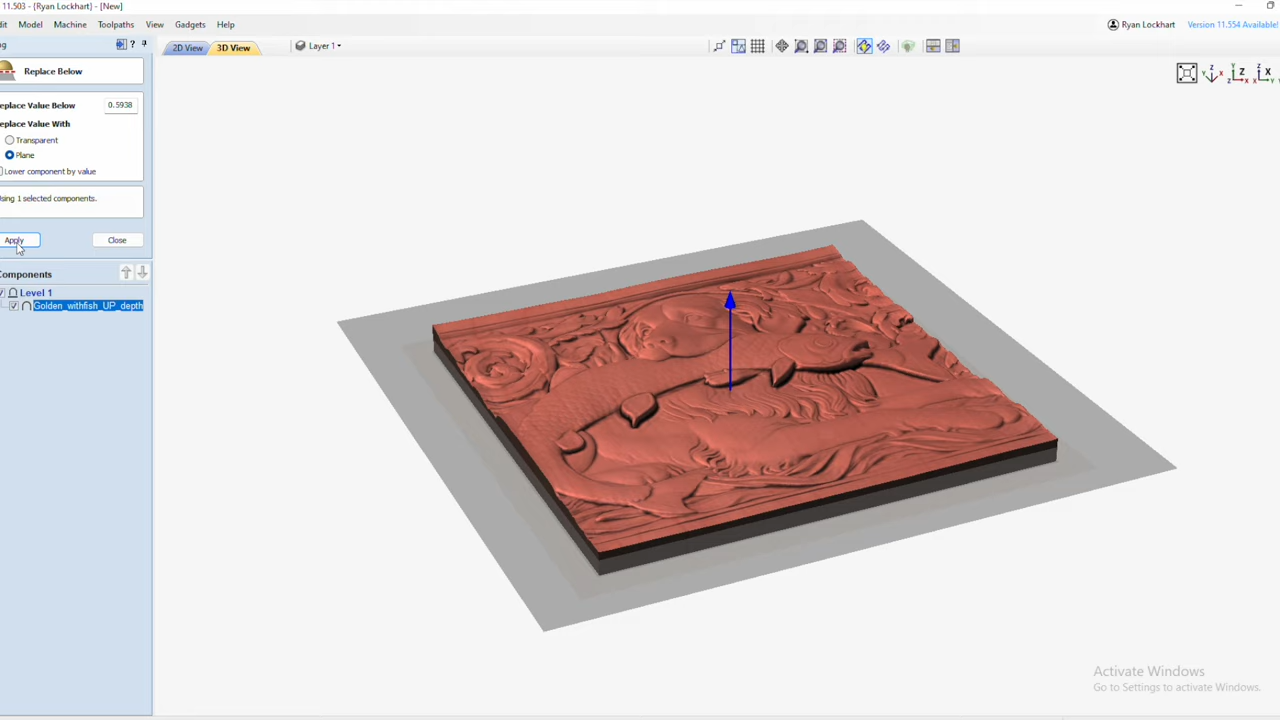 11.503 - {Ryan Lockhart} - [New]
dit Model Machine Toolpaths View Gadgets Help
Ryan Lockhart Version 11.554 Available!
g ?
2D View 3D View Layer 1
Replace Below
eplace Value Below 0.5938
eplace Value With
Transparent
Plane
Lower component by value
sing 1 selected components.
Apply Close
Components
Level 1
Golden_withfish_UP_depth
Z X Y
Y Z X
Z X Y
Activate Windows
Go to Settings to activate Windows.